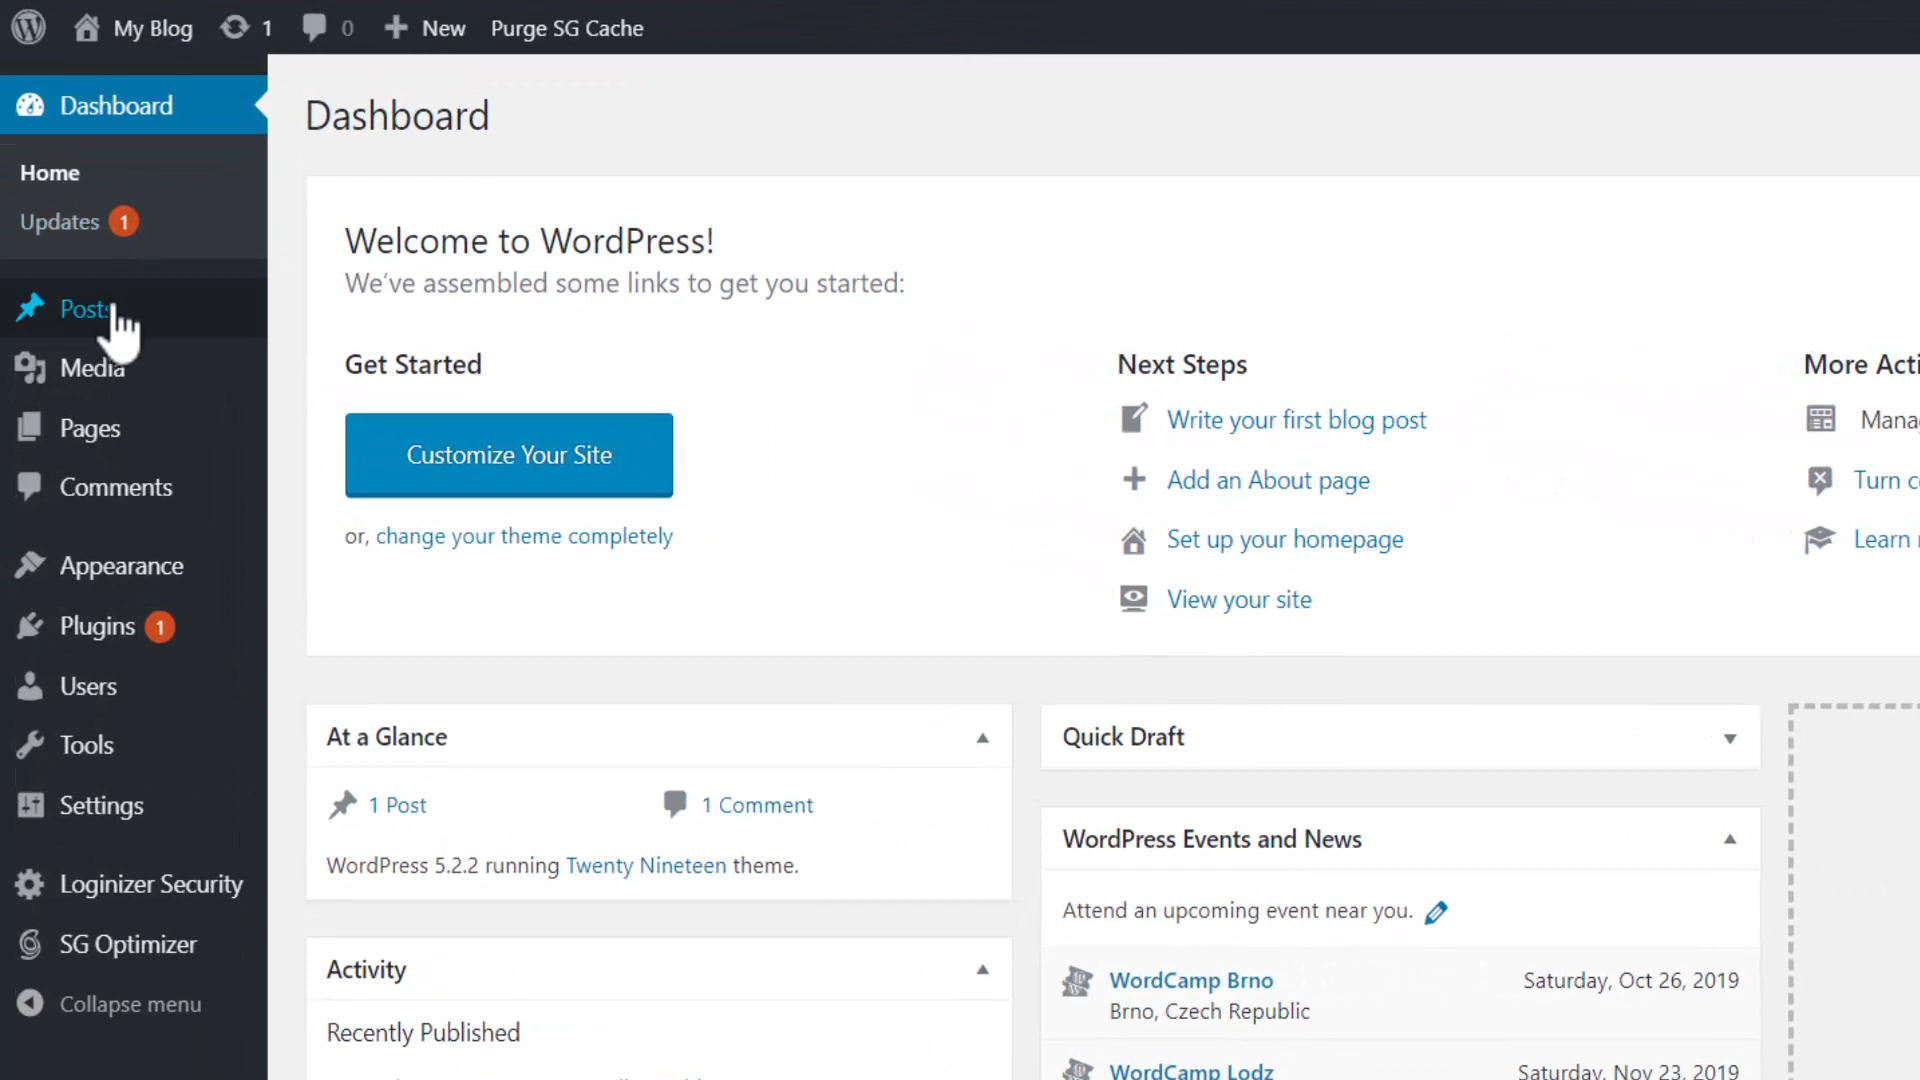 My Blog 1 0 New Purge SG Cache
Dashboard
Home
Updates 1
Posts
Media
Pages
Comments
Appearance
Plugins 1
Users
Tools
Settings
Loginizer Security
SG Optimizer
Collapse menu
Dashboard
Welcome to WordPress!
We've assembled some links to get you started:
Get Started
Customize Your Site
or, change your theme completely
Next Steps
Write your first blog post
Add an About page
Set up your homepage
View your site
More Acti
Manag
Turn c
Learn
At a Glance
1 Post 1 Comment
WordPress 5.2.2 running Twenty Nineteen theme.
Activity
Recently Published
Quick Draft
WordPress Events and News
Attend an upcoming event near you.
WordCamp Brno Saturday, Oct 26, 2019
Brno, Czech Republic
WordCamp Lodz Saturday, Nov 23, 2019